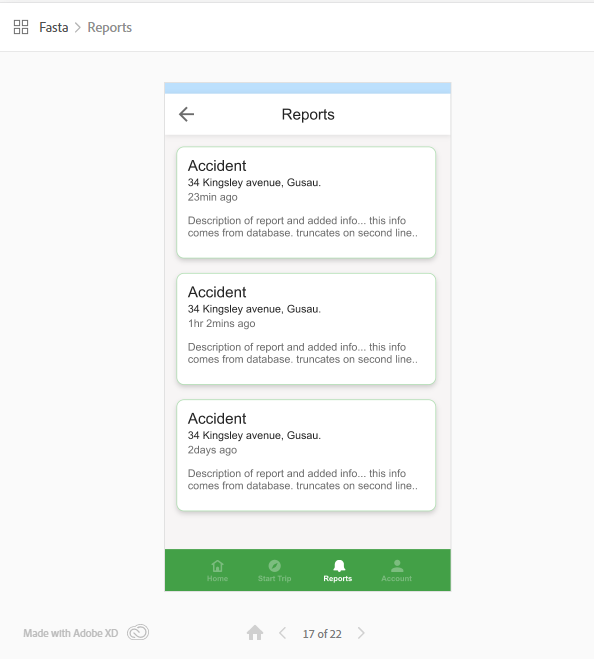 Fasta > Reports
Reports
Accident
34 Kingsley avenue, Gusau.
23min ago
Description of report and added info... this info
comes from database. truncates on second line..
Accident
34 Kingsley avenue, Gusau.
1hr 2mins ago
Description of report and added info... this info
comes from database. truncates on second line..
Accident
34 Kingsley avenue, Gusau.
2days ago
Description of report and added info... this info
comes from database. truncates on second line..
Home Start Trip Reports Account
Made with Adobe XD 17 of 22